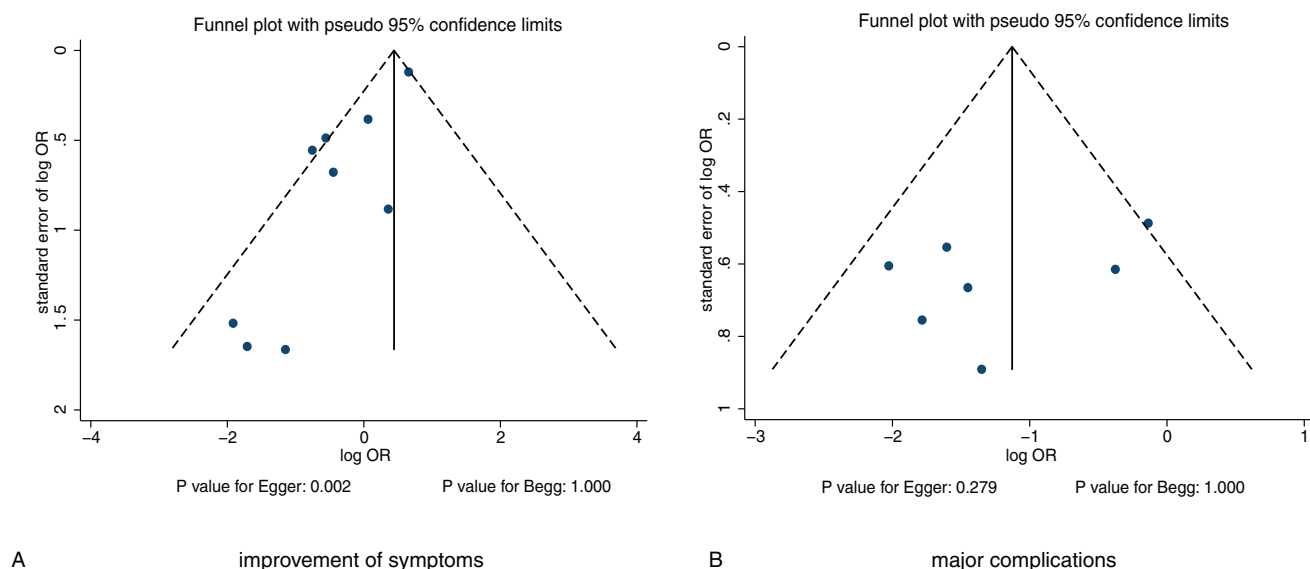 Funnel plot with pseudo 95% confidence limits
0
.5
1
1.5
2
standard error of log OR
−4
−2
0
2
4
log OR
P value for Egger: 0.002
P value for Begg: 1.000
A
improvement of symptoms
Funnel plot with pseudo 95% confidence limits
0
.2
.4
.6
.8
1
standard error of log OR
−3
−2
−1
0
1
log OR
P value for Egger: 0.279
P value for Begg: 1.000
B
major complications